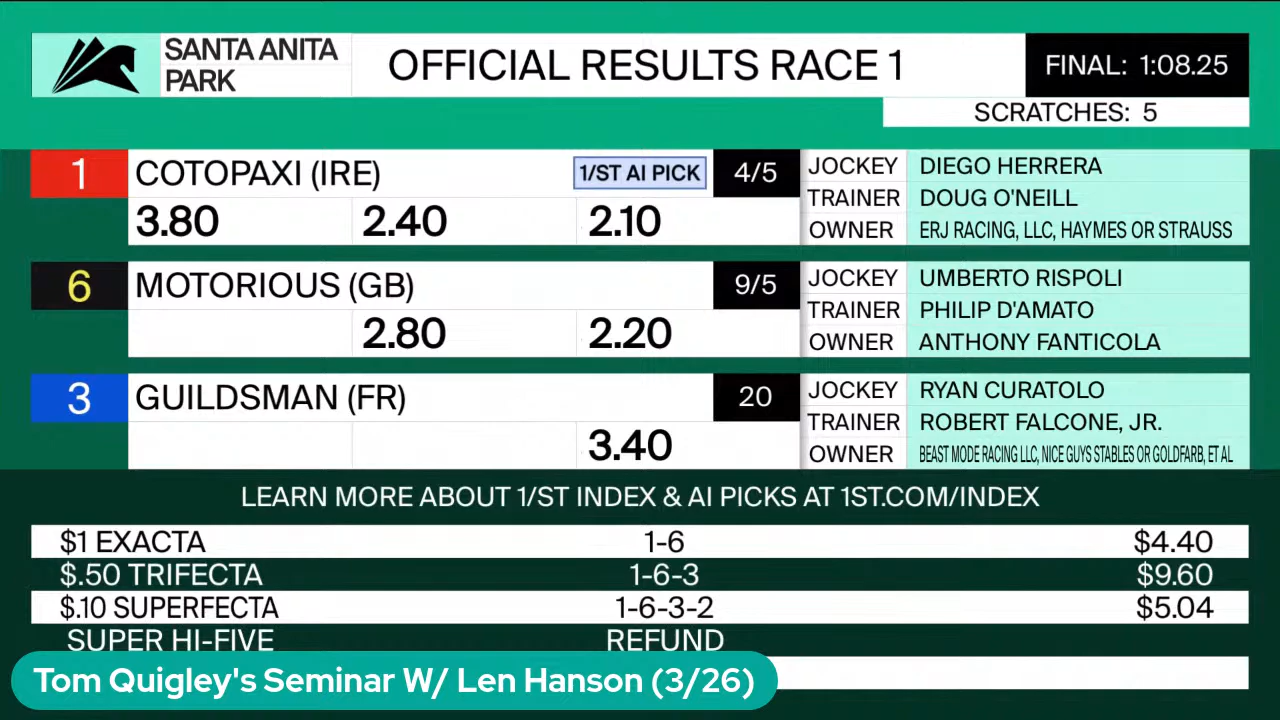 SANTA ANITA
PARK
OFFICIAL RESULTS RACE 1
FINAL: 1:08.25
SCRATCHES: 5
1 COTOPAXI (IRE) 1/ST AI PICK 4/5
3.80 2.40 2.10
JOCKEY DIEGO HERRERA
TRAINER DOUG O'NEILL
OWNER ERJ RACING, LLC, HAYMES OR STRAUSS
6 MOTORIOUS (GB) 9/5
2.80 2.20
JOCKEY UMBERTO RISPOLI
TRAINER PHILIP D'AMATO
OWNER ANTHONY FANTICOLA
3 GUILDSMAN (FR) 20
3.40
JOCKEY RYAN CURATOLO
TRAINER ROBERT FALCONE, JR.
OWNER BEAST MODE RACING LLC, NICE GUYS STABLES OR GOLDFARB, ET AL
LEARN MORE ABOUT 1/ST INDEX & AI PICKS AT 1ST.COM/INDEX
$1 EXACTA 1-6 $4.40
$.50 TRIFECTA 1-6-3 $9.60
$.10 SUPERFECTA 1-6-3-2 $5.04
SUPER HI-FIVE REFUND
Tom Quigley's Seminar W/ Len Hanson (3/26)